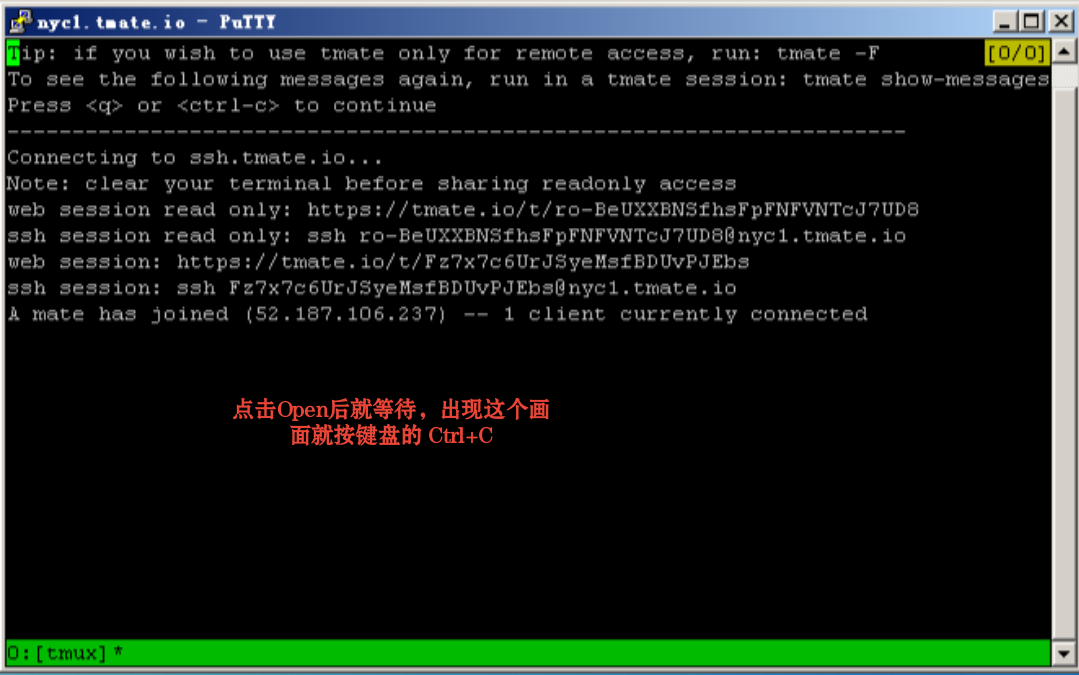 nyc1.tmate.io - PuTTY
Tip: if you wish to use tmate only for remote access, run: tmate -F [0/0]
To see the following messages again, run in a tmate session: tmate show-messages
Press <q> or <ctrl-c> to continue
---------------------------------------------------------------------
Connecting to ssh.tmate.io...
Note: clear your terminal before sharing readonly access
web session read only: https://tmate.io/t/ro-BeUXXBNSfhsFpFNFVNTcJ7UD8
ssh session read only: ssh ro-BeUXXBNSfhsFpFNFVNTcJ7UD8@nyc1.tmate.io
web session: https://tmate.io/t/Fz7x7c6UrJSyeMsfBDUvPJEbs
ssh session: ssh Fz7x7c6UrJSyeMsfBDUvPJEbs@nyc1.tmate.io
A mate has joined (52.187.106.237) -- 1 client currently connected
点击Open后就等待，出现这个画
面就按键盘的 Ctrl+C
0:[tmux]*